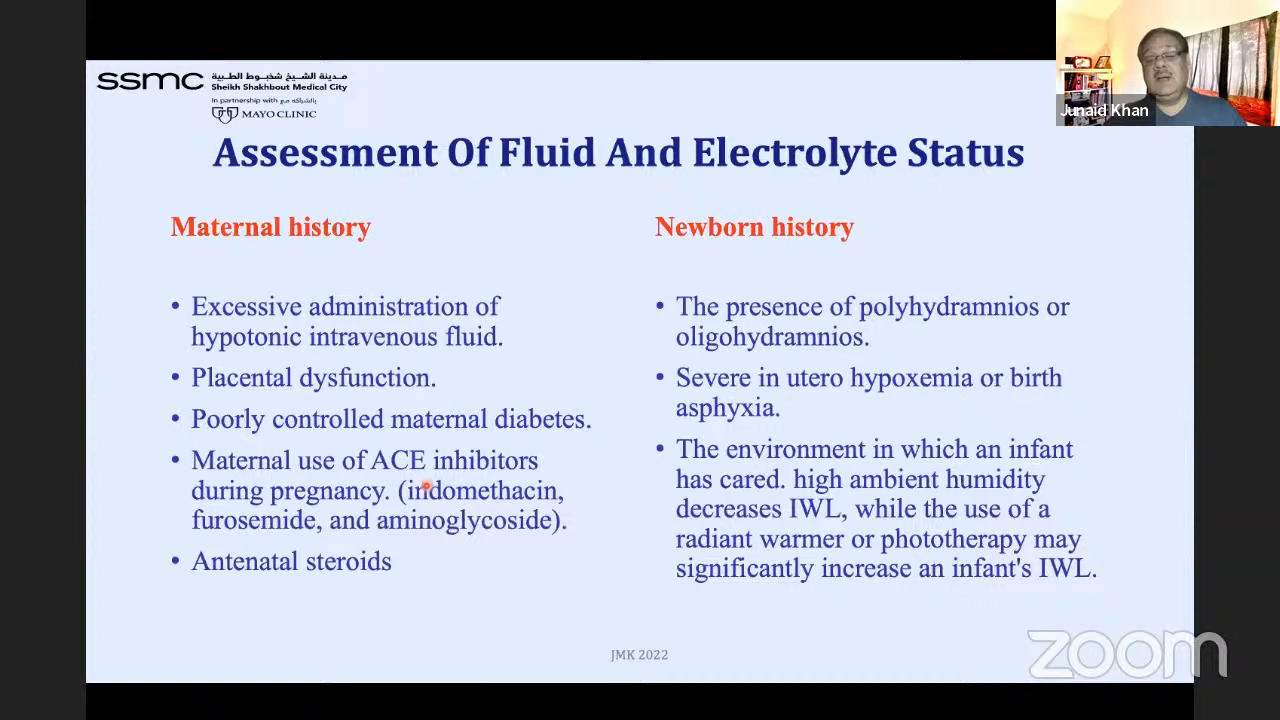 ssmc
مدينة الشيخ شخبوط الطبية
Sheikh Shakhbout Medical City
In partnership with بالشراكة مع
MAYO CLINIC
Junaid Khan
Assessment Of Fluid And Electrolyte Status
Maternal history
• Excessive administration of
hypotonic intravenous fluid.
• Placental dysfunction.
• Poorly controlled maternal diabetes.
• Maternal use of ACE inhibitors
during pregnancy. (indomethacin,
furosemide, and aminoglycoside).
• Antenatal steroids
Newborn history
• The presence of polyhydramnios or
oligohydramnios.
• Severe in utero hypoxemia or birth
asphyxia.
• The environment in which an infant
has cared. high ambient humidity
decreases IWL, while the use of a
radiant warmer or phototherapy may
significantly increase an infant's IWL.
JMK 2022
zoom